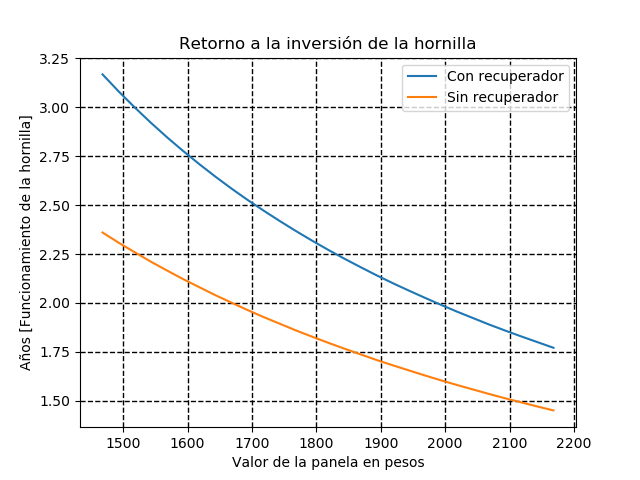 Retorno a la inversión de la hornilla
Con recuperador
Sin recuperador
Años [Funcionamiento de la hornilla]
3.25
3.00
2.75
2.50
2.25
2.00
1.75
1.50
1500 1600 1700 1800 1900 2000 2100 2200
Valor de la panela en pesos